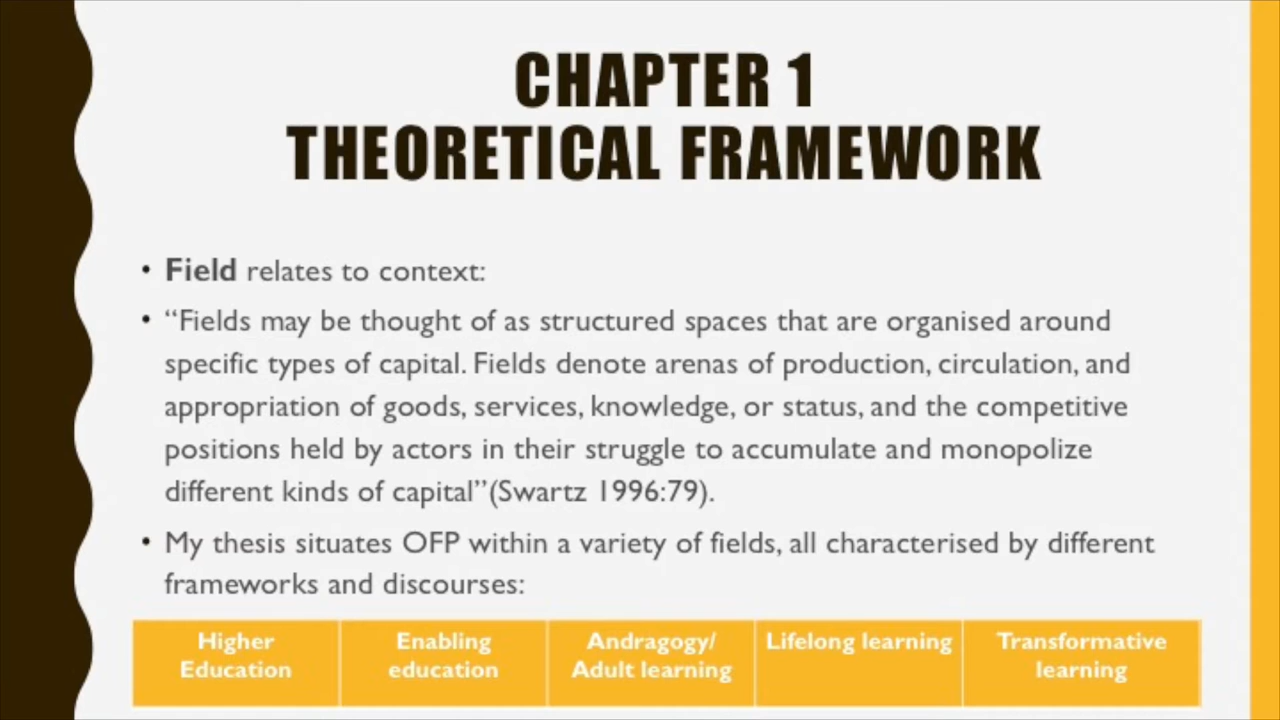 CHAPTER 1
THEORETICAL FRAMEWORK
• Field relates to context:
• “Fields may be thought of as structured spaces that are organised around
specific types of capital. Fields denote arenas of production, circulation, and
appropriation of goods, services, knowledge, or status, and the competitive
positions held by actors in their struggle to accumulate and monopolize
different kinds of capital”(Swartz 1996:79).
• My thesis situates OFP within a variety of fields, all characterised by different
frameworks and discourses:
Higher
Education
Enabling
education
Andragogy/
Adult learning
Lifelong learning
Transformative
learning